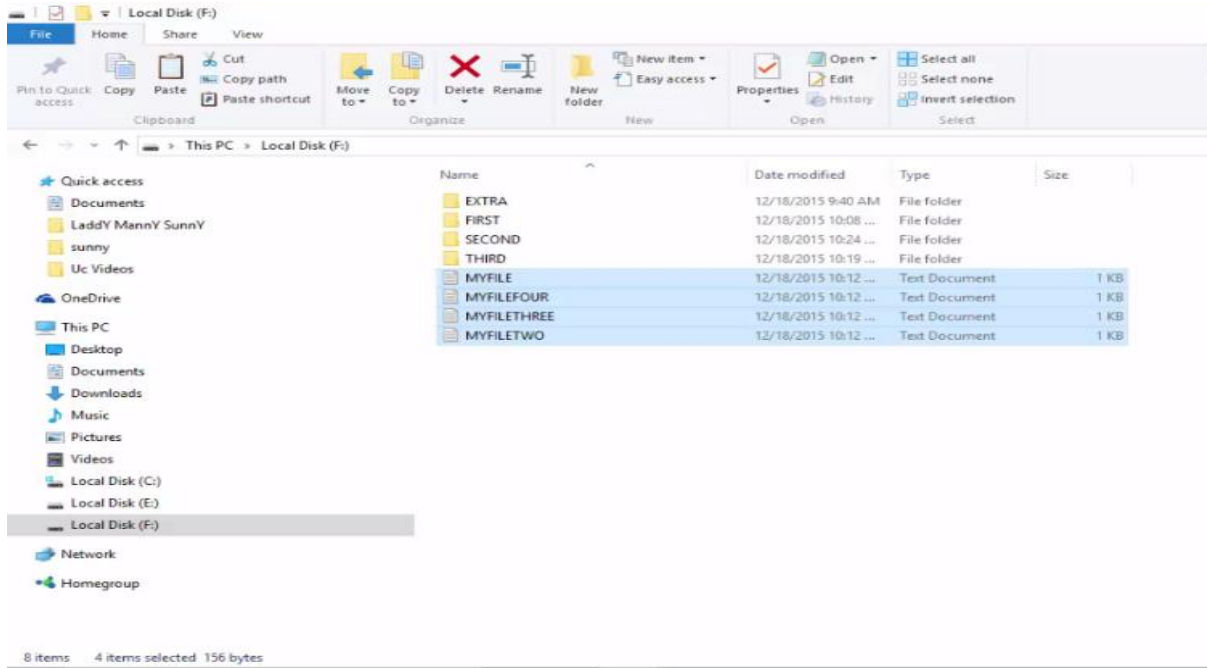 Local Disk (F:)
File Home Share View
Pin to Quick access
Copy
Paste
Cut
Copy path
Paste shortcut
Clipboard
Move to
Copy to
Delete
Rename
Organize
New folder
New item
Easy access
New
Properties
Open
Edit
History
Open
Select all
Select none
Invert selection
Select
This PC > Local Disk (F:)
Quick access
Documents
LaddY MannY SunnY
sunny
Uc Videos
OneDrive
This PC
Desktop
Documents
Downloads
Music
Pictures
Videos
Local Disk (C:)
Local Disk (E:)
Local Disk (F:)
Network
Homegroup
Name Date modified Type Size
EXTRA 12/18/2015 9:40 AM File folder
FIRST 12/18/2015 10:08 ... File folder
SECOND 12/18/2015 10:24 ... File folder
THIRD 12/18/2015 10:19 ... File folder
MYFILE 12/18/2015 10:12 ... Text Document 1 KB
MYFILEFOUR 12/18/2015 10:12 ... Text Document 1 KB
MYFILETHREE 12/18/2015 10:12 ... Text Document 1 KB
MYFILETWO 12/18/2015 10:12 ... Text Document 1 KB
8 items 4 items selected 156 bytes